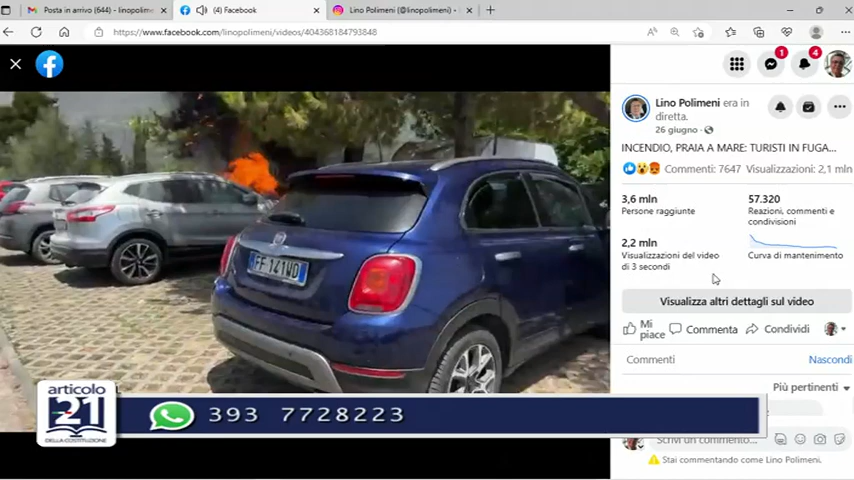 Posta in arrivo (644) - linopolime
(4) Facebook
Lino Polimeni (@linopolimeni) -
https://www.facebook.com/linopolimeni/videos/404368184793848
1
4
Lino Polimeni era in
diretta.
26 giugno
INCENDIO, PRAIA A MARE: TURISTI IN FUGA...
Commenti: 7647 Visualizzazioni: 2,1 mln
3,6 mln
Persone raggiunte
57.320
Reazioni, commenti e
condivisioni
2,2 mln
Visualizzazioni del video
di 3 secondi
Curva di mantenimento
Visualizza altri dettagli sul video
Mi
piace
Commenta
Condividi
Commenti
Nascondi
Più pertinenti
Scrivi un commento...
Stai commentando come Lino Polimeni.
FF141WD
articolo
21
DELLA COSTITUZIONE
393 7728223